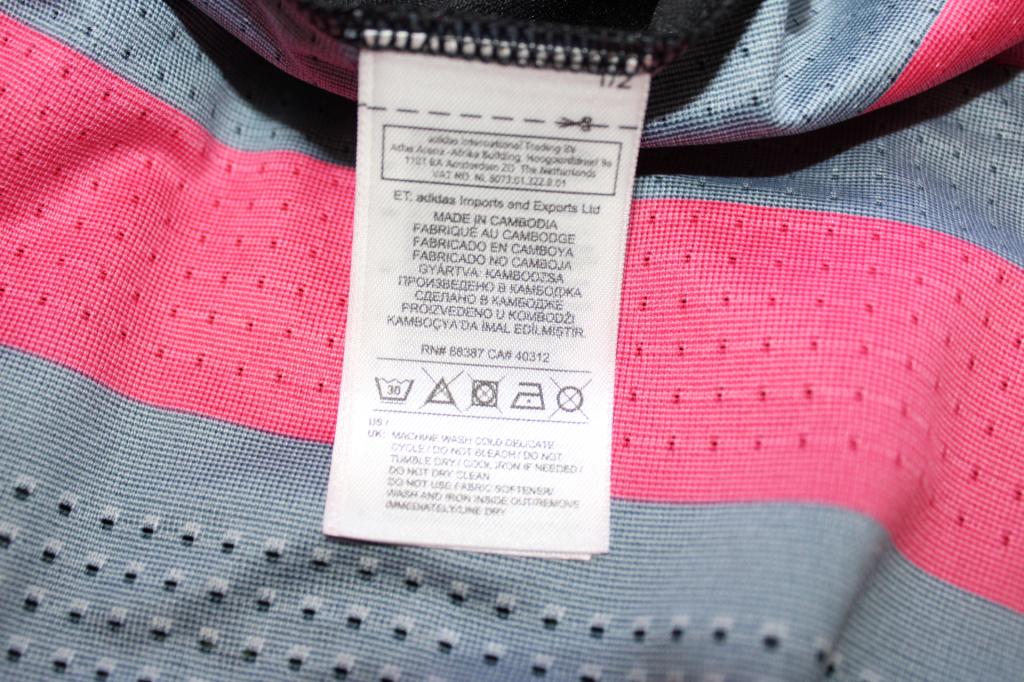 1/2
adidas International Trading BV
Atlas Arena - Afrika Building, Hoogoorddreef 9a
1101 BA Amsterdam ZO The Netherlands
VAT NO. NL 8073.01.322.B.01
ET: adidas Imports and Exports Ltd
MADE IN CAMBODIA
FABRIQUÉ AU CAMBODGE
FABRICADO EN CAMBOYA
FABRICADO NO CAMBOJA
GYÁRTVA: KAMBODZSA
ПРОИЗВЕДЕНО В КАМБОДЖА
СДЕЛАНО В КАМБОДЖЕ
PROIZVEDENO U KOMBODŽI
KAMBOÇYA'DA İMAL EDİLMİŞTİR.
RN# 88387 CA# 40312
30
US /
UK: MACHINE WASH COLD DELICATE
CYCLE / DO NOT BLEACH / DO NOT
TUMBLE DRY / COOL IRON IF NEEDED /
DO NOT DRY CLEAN
DO NOT USE FABRIC SOFTENER/
WASH AND IRON INSIDE OUT/REMOVE
IMMEDIATELY/LINE DRY